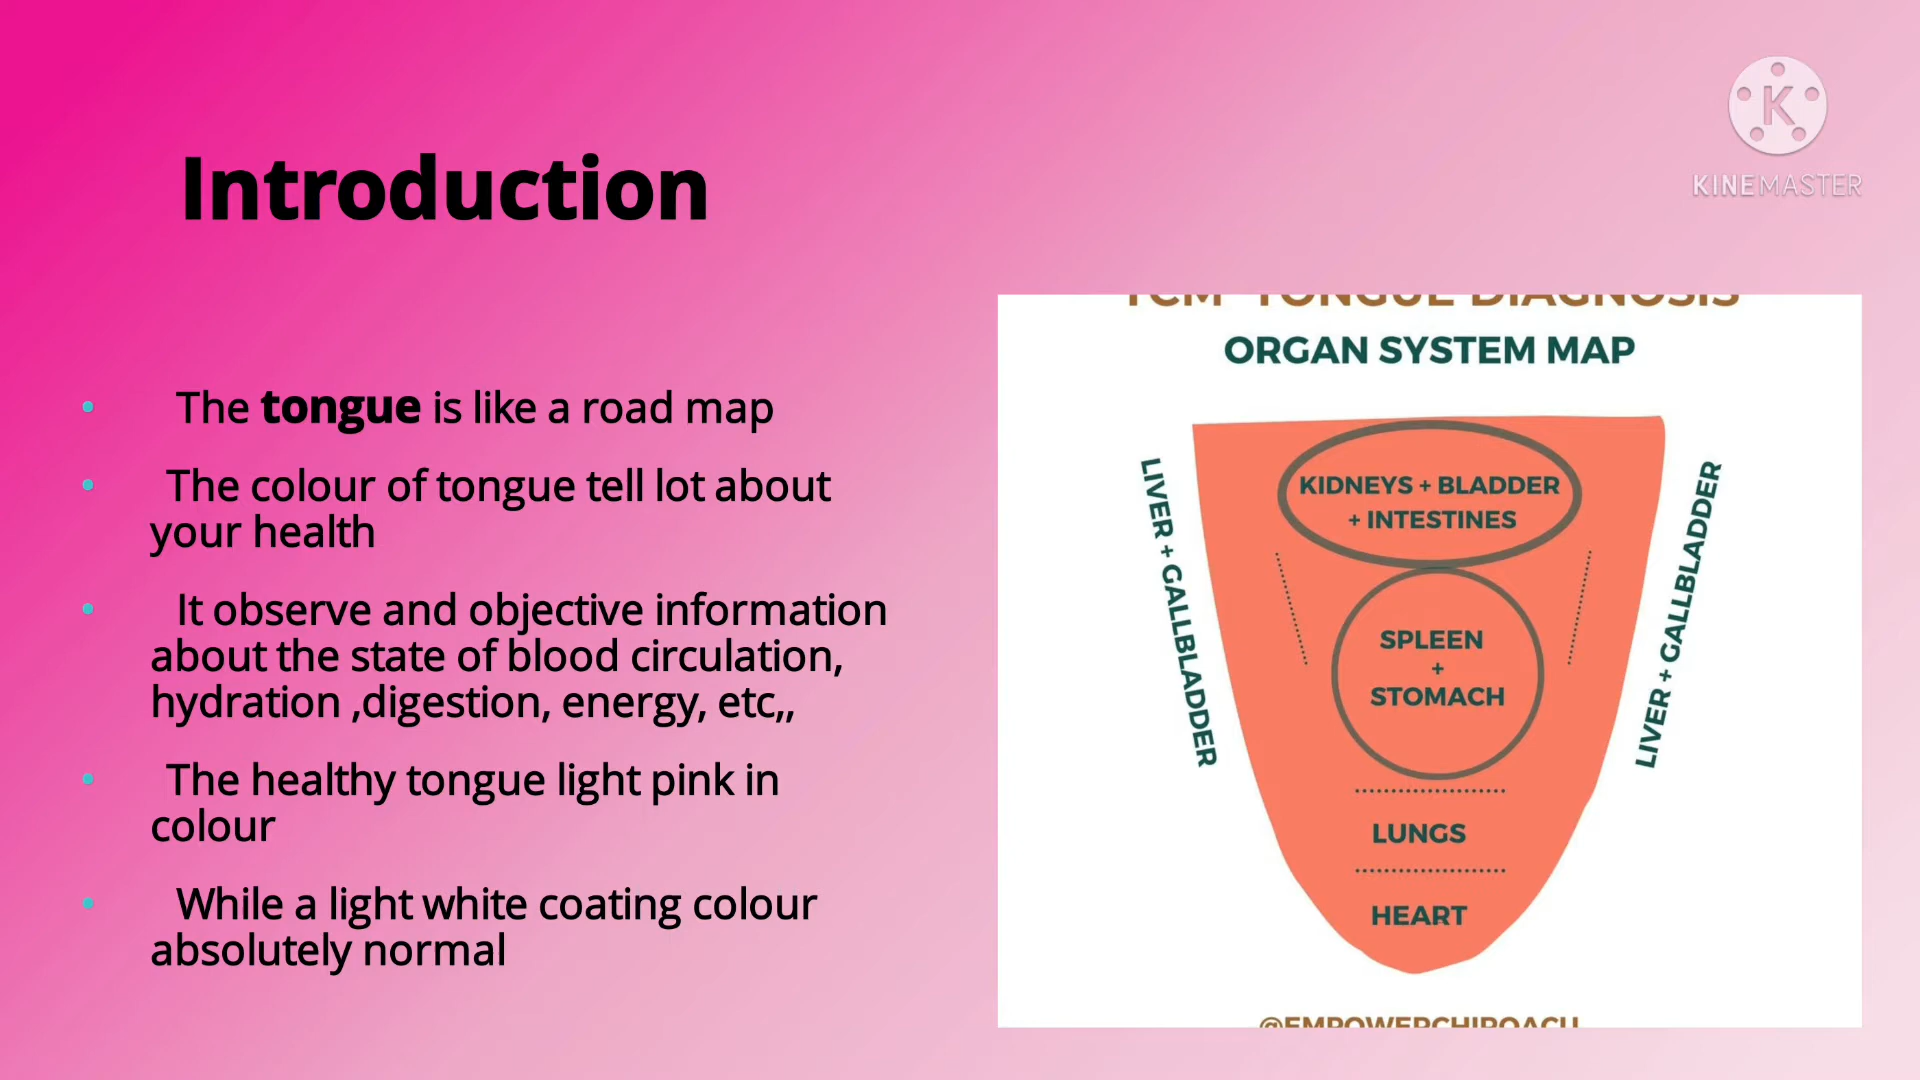 Introduction
The tongue is like a road map
The colour of tongue tell lot about
your health
It observe and objective information
about the state of blood circulation,
hydration ,digestion, energy, etc,,
The healthy tongue light pink in
colour
While a light white coating colour
absolutely normal
K
KINEMASTER
TCM TONGUE DIAGNOSIS
ORGAN SYSTEM MAP
LIVER + GALLBLADDER
KIDNEYS + BLADDER
+ INTESTINES
SPLEEN
+
STOMACH
LUNGS
HEART
LIVER + GALLBLADDER